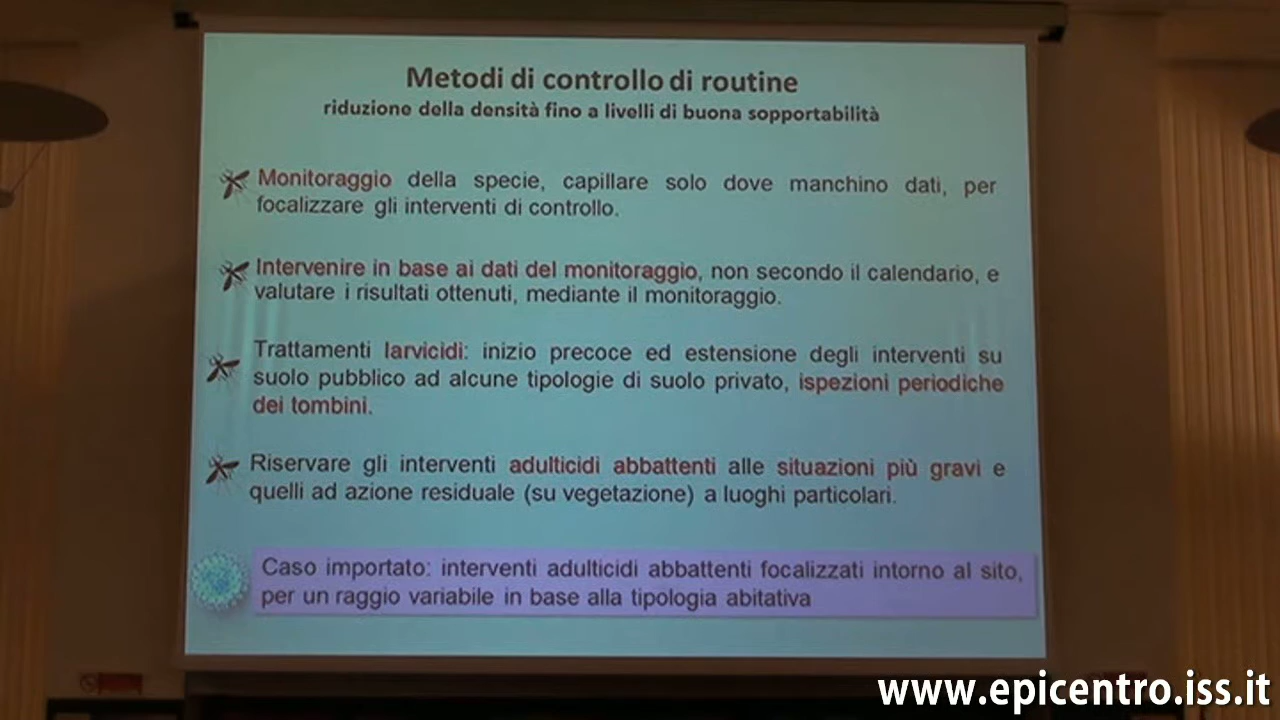 Metodi di controllo di routine
riduzione della densità fino a livelli di buona sopportabilità
Monitoraggio della specie, capillare solo dove manchino dati, per
focalizzare gli interventi di controllo.
Intervenire in base ai dati del monitoraggio, non secondo il calendario, e
valutare i risultati ottenuti, mediante il monitoraggio.
Trattamenti larvicidi: inizio precoce ed estensione degli interventi su
suolo pubblico ad alcune tipologie di suolo privato, ispezioni periodiche
dei tombini.
Riservare gli interventi adulticidi abbattenti alle situazioni più gravi e
quelli ad azione residuale (su vegetazione) a luoghi particolari.
Caso importato: interventi adulticidi abbattenti focalizzati intorno al sito,
per un raggio variabile in base alla tipologia abitativa
www.epicentro.iss.it